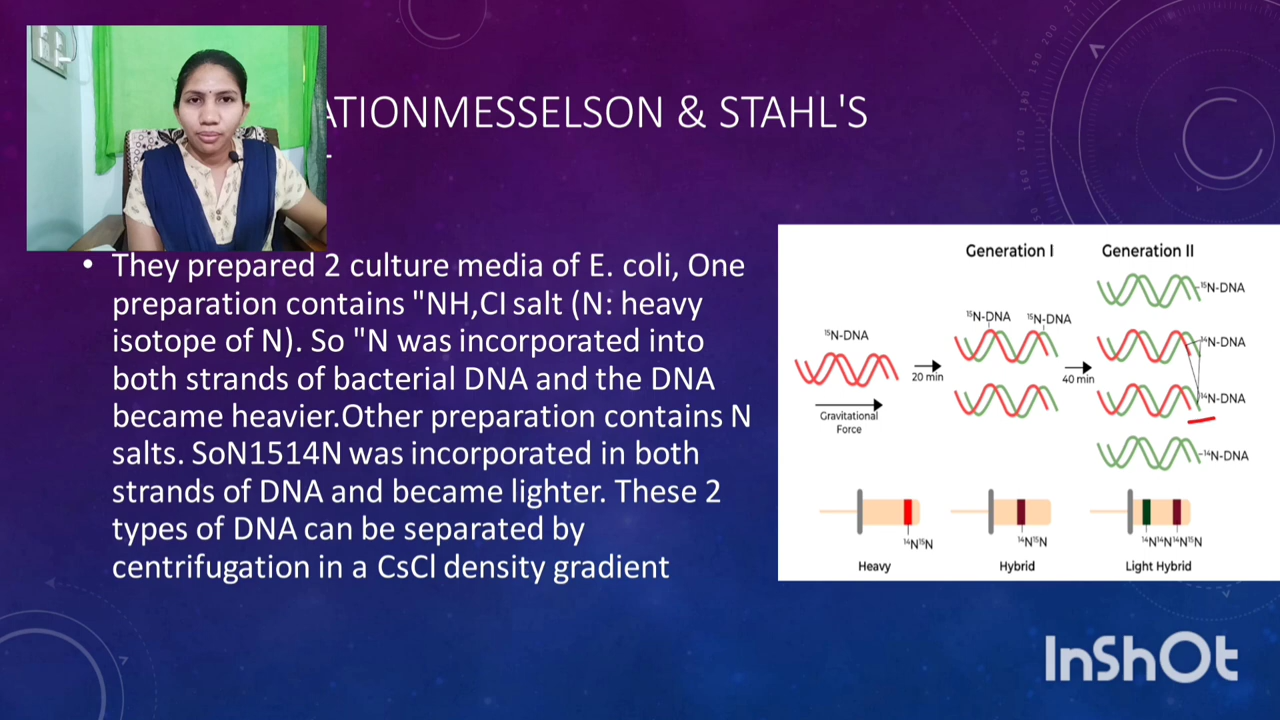 ATIONMESSELSON & STAHL'S
• They prepared 2 culture media of E. coli, One
preparation contains "NH,CI salt (N: heavy
isotope of N). So "N was incorporated into
both strands of bacterial DNA and the DNA
became heavier.Other preparation contains N
salts. SoN1514N was incorporated in both
strands of DNA and became lighter. These 2
types of DNA can be separated by
centrifugation in a CsCl density gradient
Generation I
Generation II
¹⁵N-DNA
20 min
Gravitational
Force
¹⁵N-DNA
¹⁵N-DNA
40 min
¹⁵N-DNA
¹⁴N-DNA
¹⁴N-DNA
¹⁴N-DNA
¹⁴N¹⁵N
¹⁴N¹⁵N
¹⁴N¹⁴N¹⁴N¹⁵N
Heavy
Hybrid
Light Hybrid
InShOt